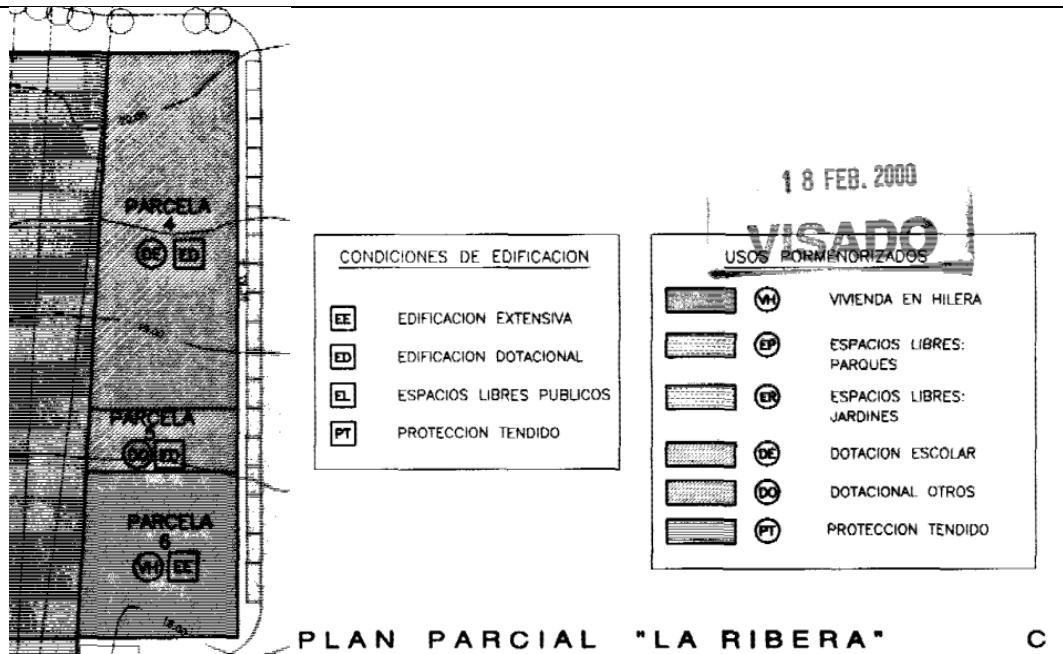 PARCELA
4
DE ED
PARCELA
5
DO ED
PARCELA
6
VH EE
CONDICIONES DE EDIFICACION
EE EDIFICACION EXTENSIVA
ED EDIFICACION DOTACIONAL
EL ESPACIOS LIBRES PUBLICOS
PT PROTECCION TENDIDO
18 FEB. 2000
VISADO
USOS PORMENORIZADOS
VH VIVIENDA EN HILERA
EP ESPACIOS LIBRES:
PARQUES
ER ESPACIOS LIBRES:
JARDINES
DE DOTACION ESCOLAR
DO DOTACIONAL OTROS
PT PROTECCION TENDIDO
PLAN PARCIAL "LA RIBERA" C